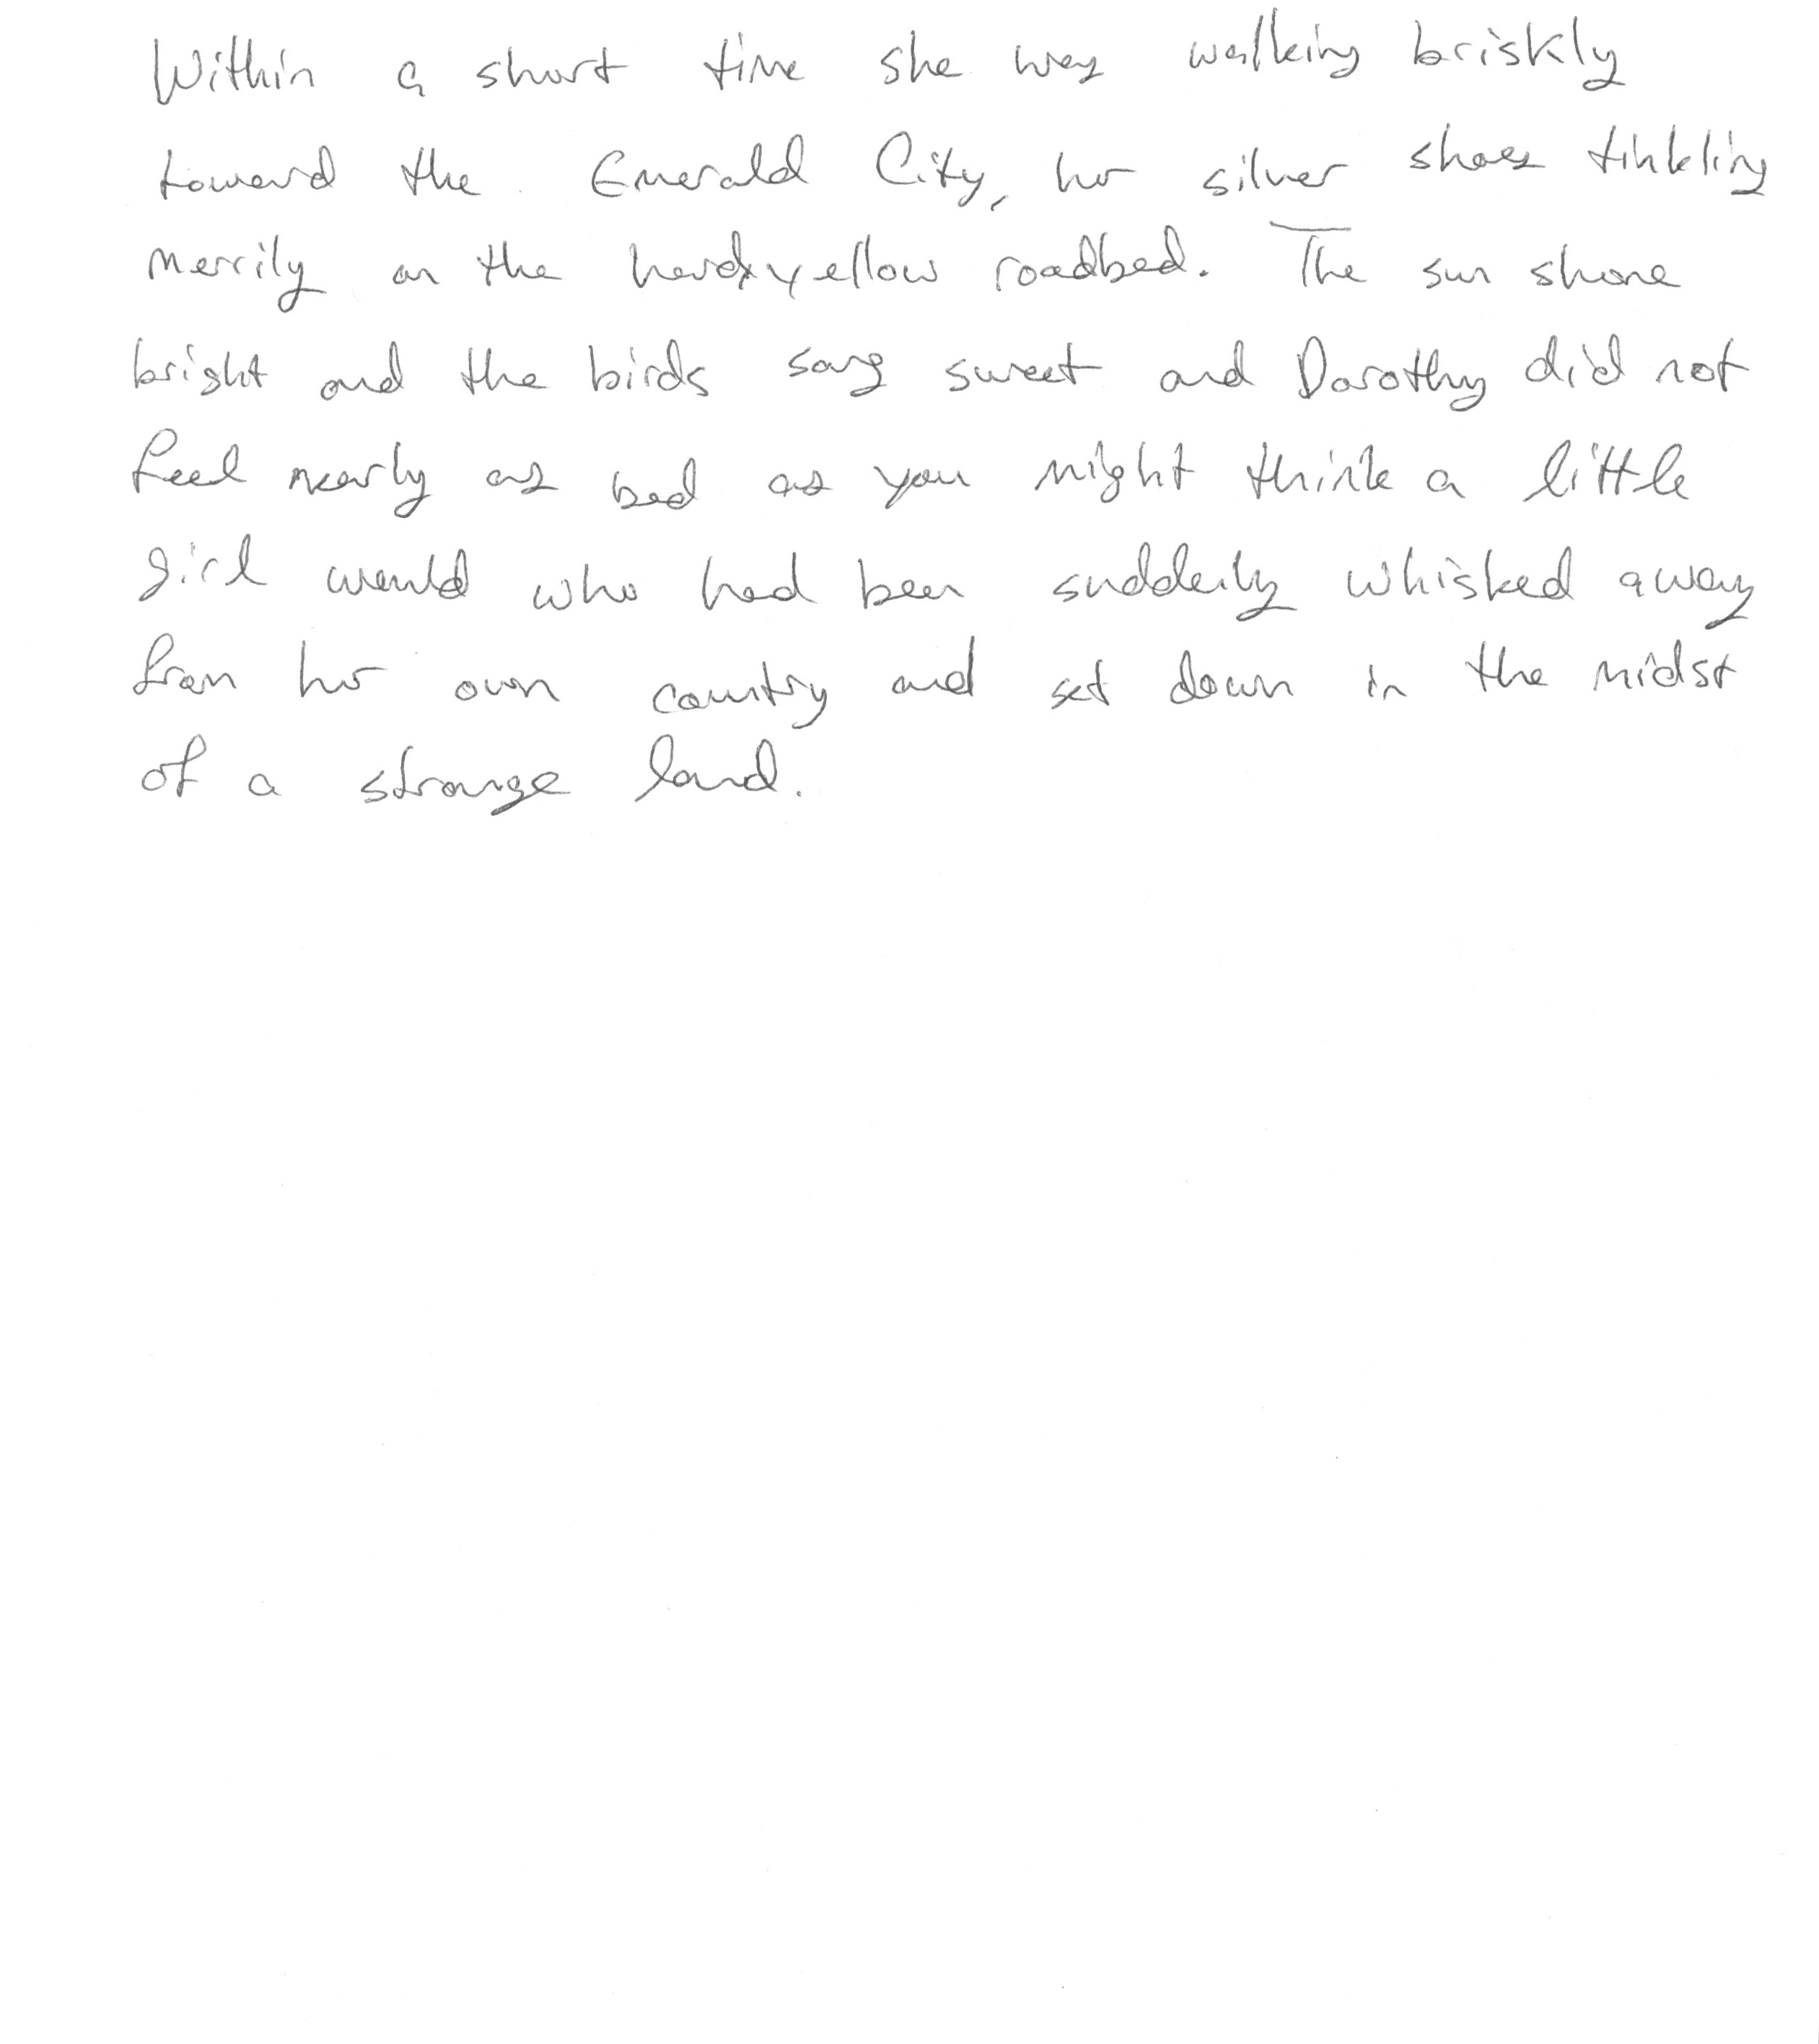 Within a short time she was walking briskly
toward the Emerald City, her silver shoes tinkling
merrily on the hard yellow roadbed. The sun shone
bright and the birds sang sweet and Dorothy did not
feel nearly as bad as you might think a little
girl would who had been suddenly whisked away
from her own country and set down in the midst
of a strange land.